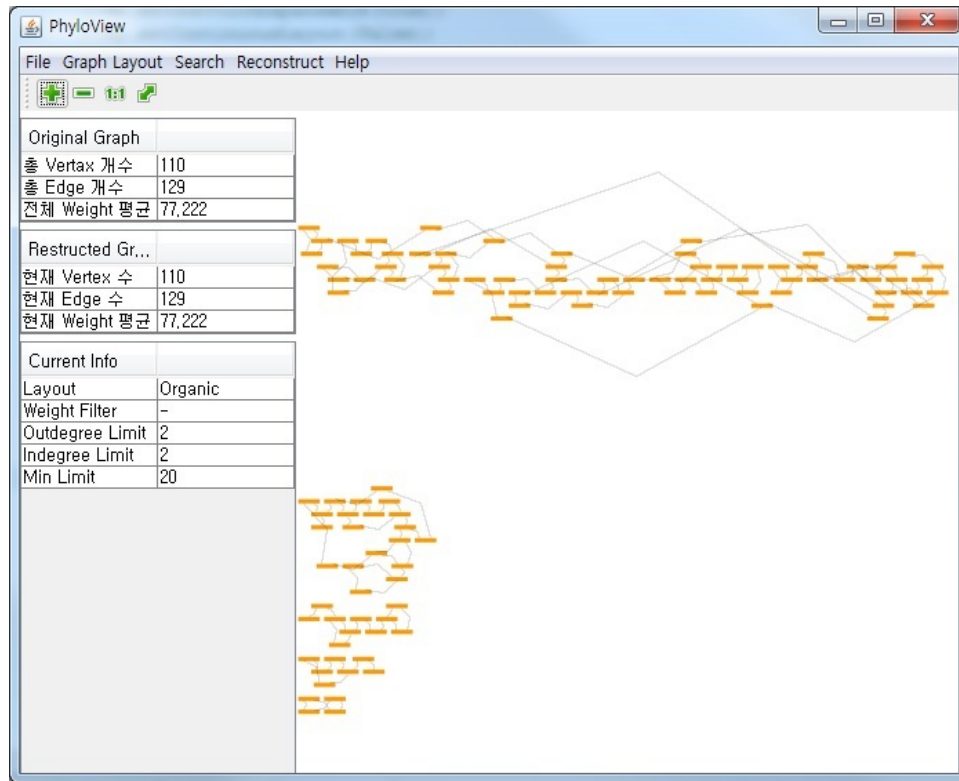 PhyloView
File Graph Layout Search Reconstruct Help
1:1
Original Graph
총 Vertax 개수 110
총 Edge 개수 129
전체 Weight 평균 77,222
Restructed Gr,,,
현재 Vertex 수 110
현재 Edge 수 129
현재 Weight 평균 77,222
Current Info
Layout Organic
Weight Filter -
Outdegree Limit 2
Indegree Limit 2
Min Limit 20